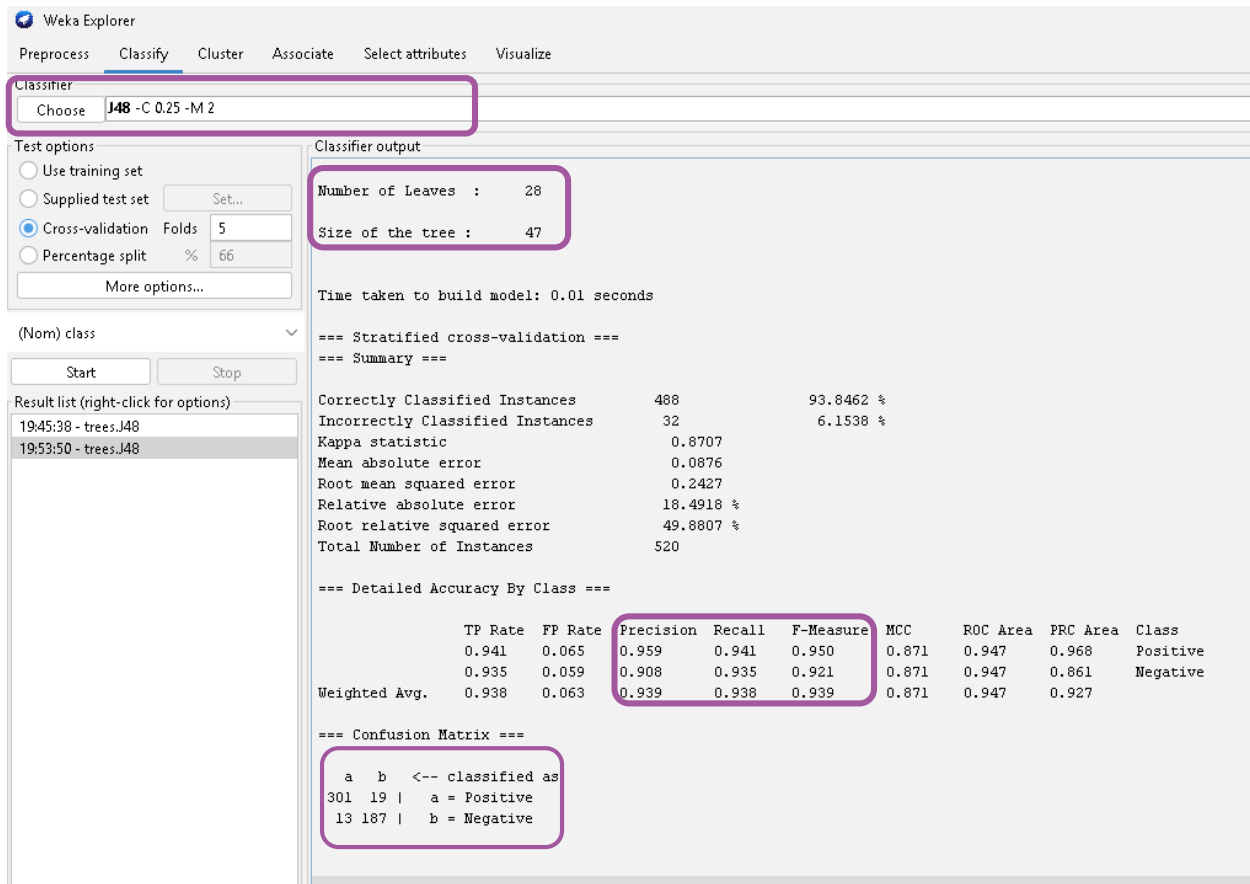 Weka Explorer
Preprocess Classify Cluster Associate Select attributes Visualize
Classifier
Choose J48 -C 0.25 -M 2
Test options
Use training set
Supplied test set Set...
Cross-validation Folds 5
Percentage split % 66
More options...
(Nom) class
Start Stop
Result list (right-click for options)
19:45:38 - trees.J48
19:53:50 - trees.J48
Classifier output
Number of Leaves : 28
Size of the tree : 47
Time taken to build model: 0.01 seconds
=== Stratified cross-validation ===
=== Summary ===
Correctly Classified Instances 488 93.8462 %
Incorrectly Classified Instances 32 6.1538 %
Kappa statistic 0.8707
Mean absolute error 0.0876
Root mean squared error 0.2427
Relative absolute error 18.4918 %
Root relative squared error 49.8807 %
Total Number of Instances 520
=== Detailed Accuracy By Class ===
TP Rate FP Rate Precision Recall F-Measure MCC ROC Area PRC Area Class
0.941 0.065 0.959 0.941 0.950 0.871 0.947 0.968 Positive
0.935 0.059 0.908 0.935 0.921 0.871 0.947 0.861 Negative
Weighted Avg. 0.938 0.063 0.939 0.938 0.939 0.871 0.947 0.927
=== Confusion Matrix ===
a b <-- classified as
301 19 | a = Positive
13 187 | b = Negative